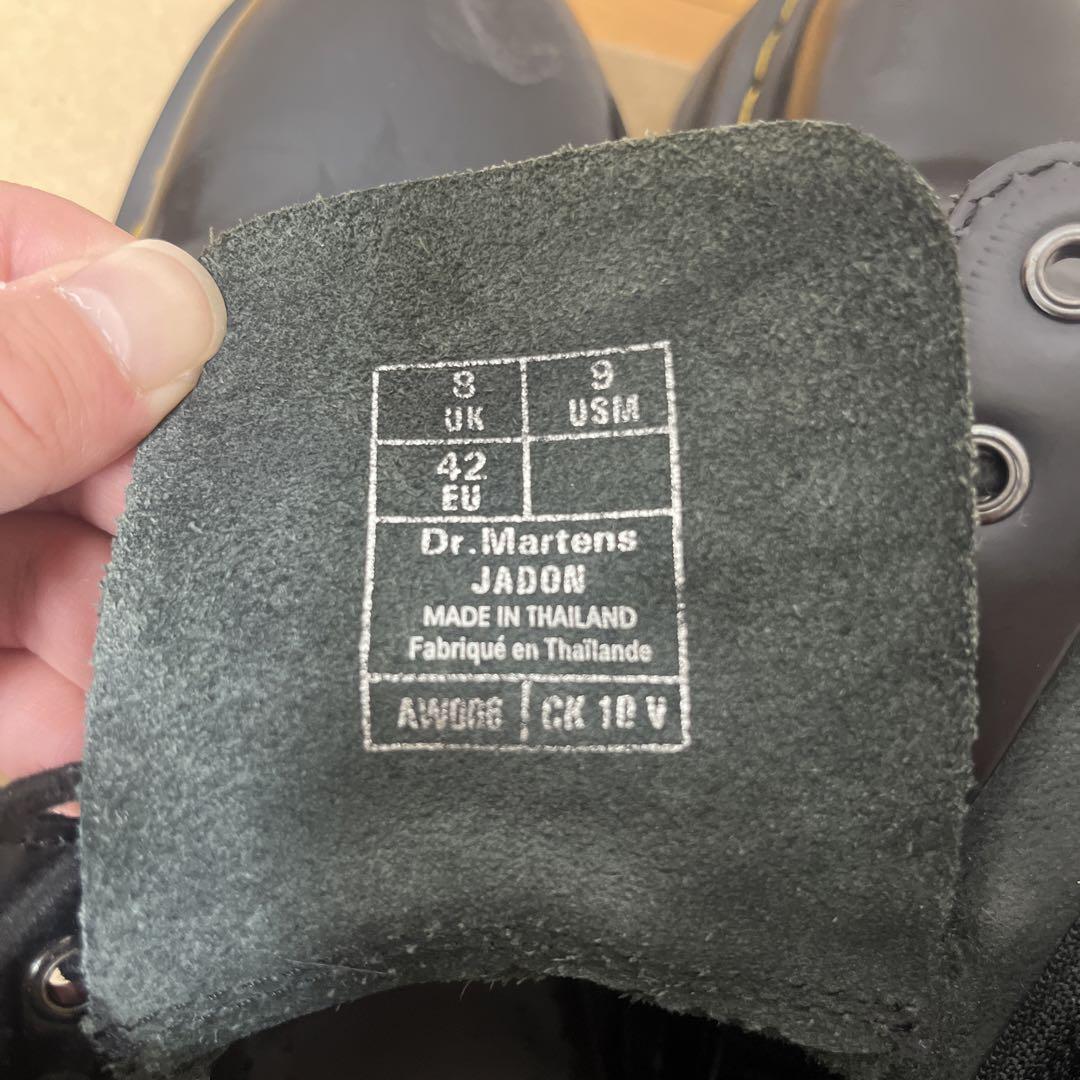 8 9
UK USM
42
EU
Dr.Martens
JADON
MADE IN THAILAND
Fabriqué en Thaïlande
AW006 CK 10 V